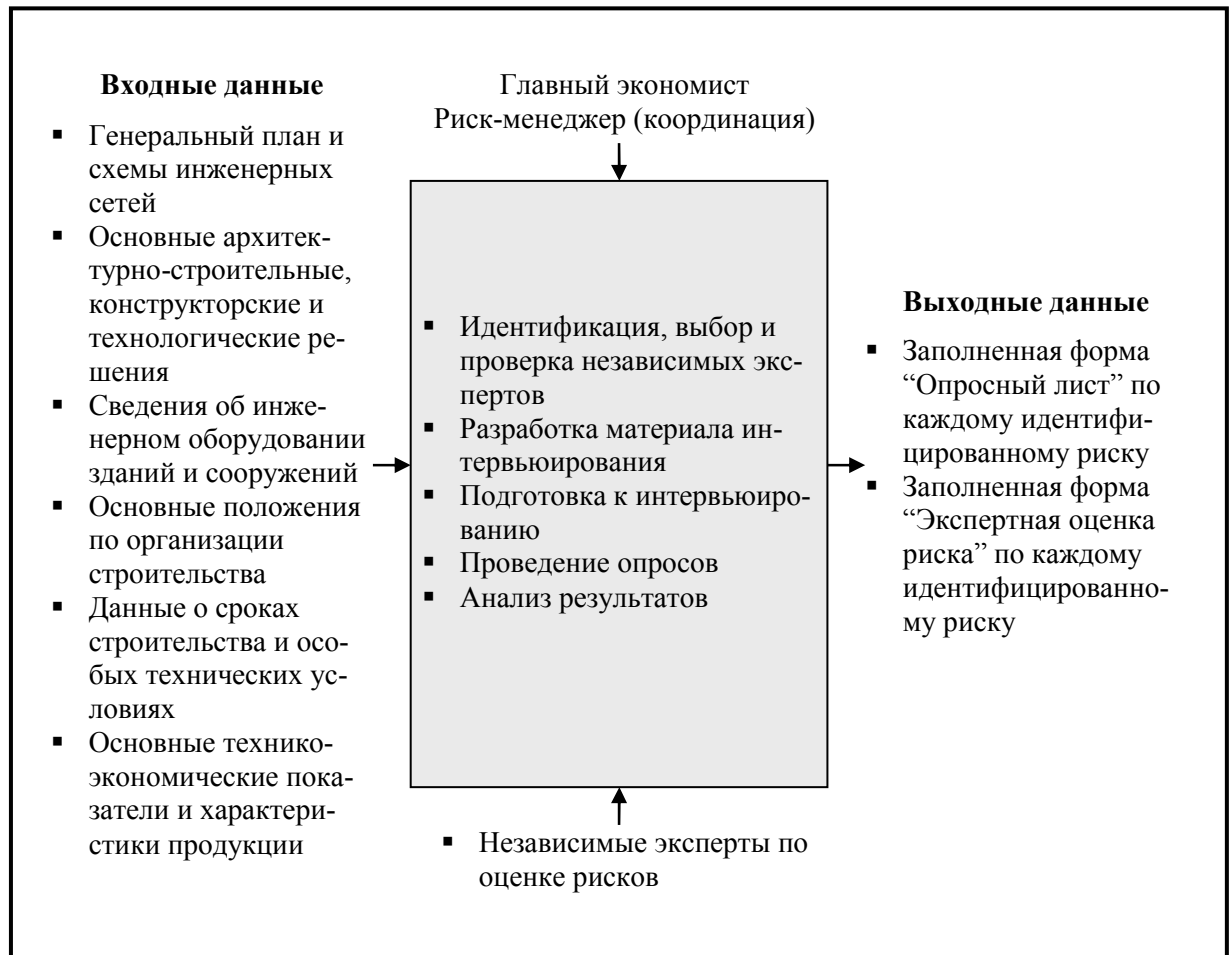 Входные данные
▪ Генеральный план и
схемы инженерных
сетей
▪ Основные архитек-
турно-строительные,
конструкторские и
технологические ре-
шения
▪ Сведения об инже-
нерном оборудовании
зданий и сооружений
▪ Основные положения
по организации
строительства
▪ Данные о сроках
строительства и осо-
бых технических ус-
ловиях
▪ Основные технико-
экономические пока-
затели и характери-
стики продукции
Главный экономист
Риск-менеджер (координация)
▪ Идентификация, выбор и
проверка независимых экс-
пертов
▪ Разработка материала ин-
тервьюирования
▪ Подготовка к интервьюиро-
ванию
▪ Проведение опросов
▪ Анализ результатов
▪ Независимые эксперты по
оценке рисков
Выходные данные
▪ Заполненная форма
“Опросный лист” по
каждому идентифи-
цированному риску
▪ Заполненная форма
“Экспертная оценка
риска” по каждому
идентифицированно-
му риску